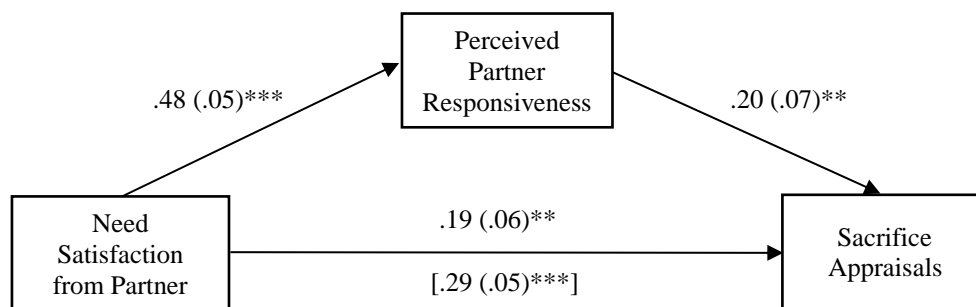 Perceived
Partner
Responsiveness
.48 (.05)***
.20 (.07)**
Need
Satisfaction
from Partner
.19 (.06)**
[.29 (.05)***]
Sacrifice
Appraisals